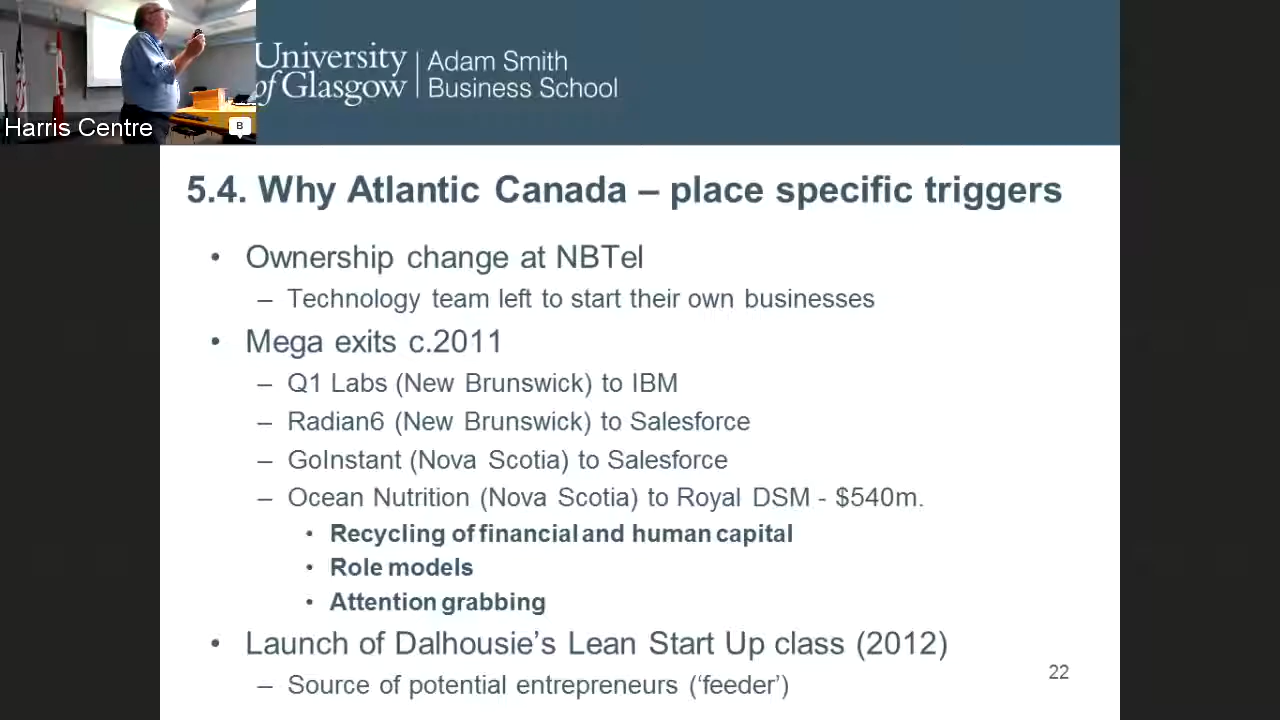 University
of Glasgow
Adam Smith
Business School
Harris Centre
B
5.4. Why Atlantic Canada – place specific triggers
• Ownership change at NBTel
– Technology team left to start their own businesses
• Mega exits c.2011
– Q1 Labs (New Brunswick) to IBM
– Radian6 (New Brunswick) to Salesforce
– GoInstant (Nova Scotia) to Salesforce
– Ocean Nutrition (Nova Scotia) to Royal DSM - $540m.
• Recycling of financial and human capital
• Role models
• Attention grabbing
• Launch of Dalhousie’s Lean Start Up class (2012)
– Source of potential entrepreneurs (‘feeder’)
22